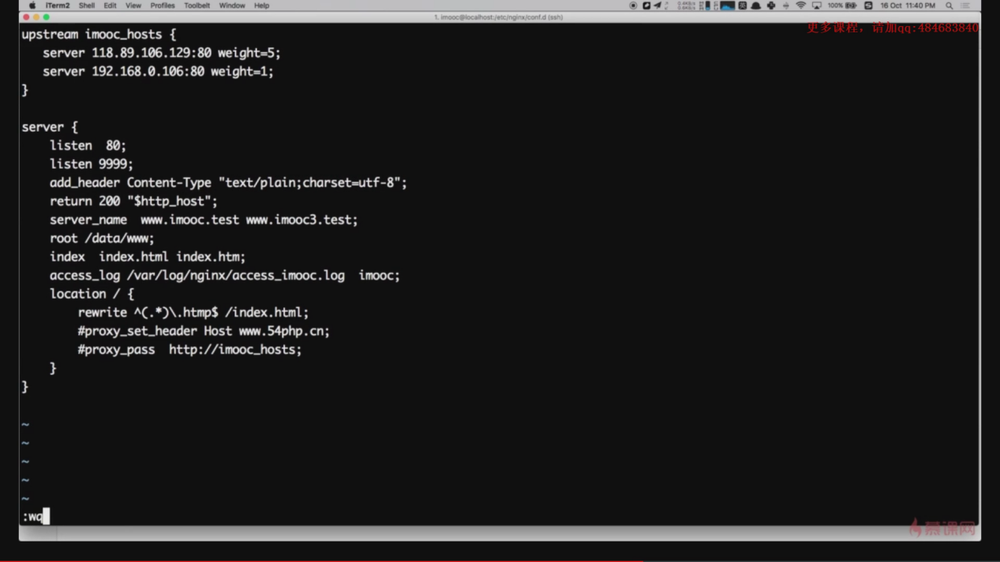 iTerm2 Shell Edit View Profiles Toolbelt Window Help
100% 16 Oct 11:40 PM
1. imooc@localhost:/etc/nginx/conf.d (ssh)
更多课程，请加qq:484683840
upstream imooc_hosts {
server 118.89.106.129:80 weight=5;
server 192.168.0.106:80 weight=1;
}
server {
listen 80;
listen 9999;
add_header Content-Type "text/plain;charset=utf-8";
return 200 "$http_host";
server_name www.imooc.test www.imooc3.test;
root /data/www;
index index.html index.htm;
access_log /var/log/nginx/access_imooc.log imooc;
location / {
rewrite ^(.*)\.htmp$ /index.html;
#proxy_set_header Host www.54php.cn;
#proxy_pass http://imooc_hosts;
}
}
~
~
~
~
~
:wq
慕课网